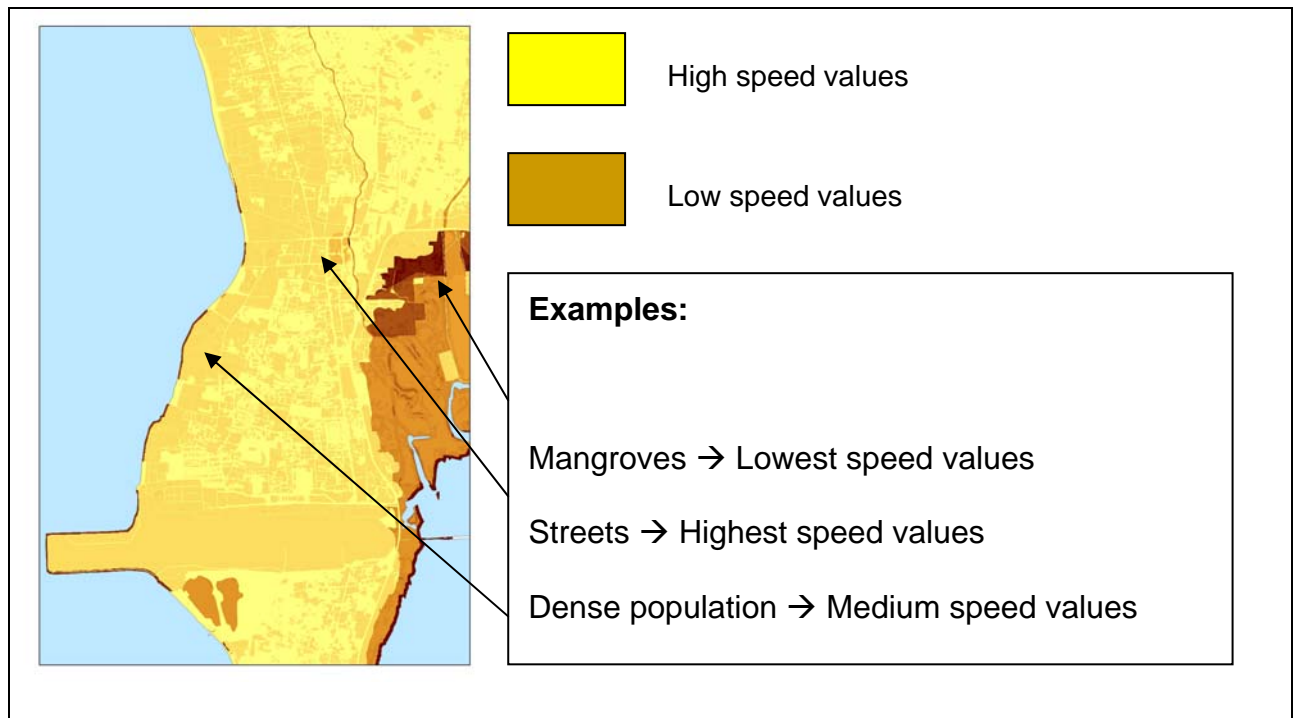 High speed values
Low speed values
Examples:
Mangroves → Lowest speed values
Streets → Highest speed values
Dense population → Medium speed values